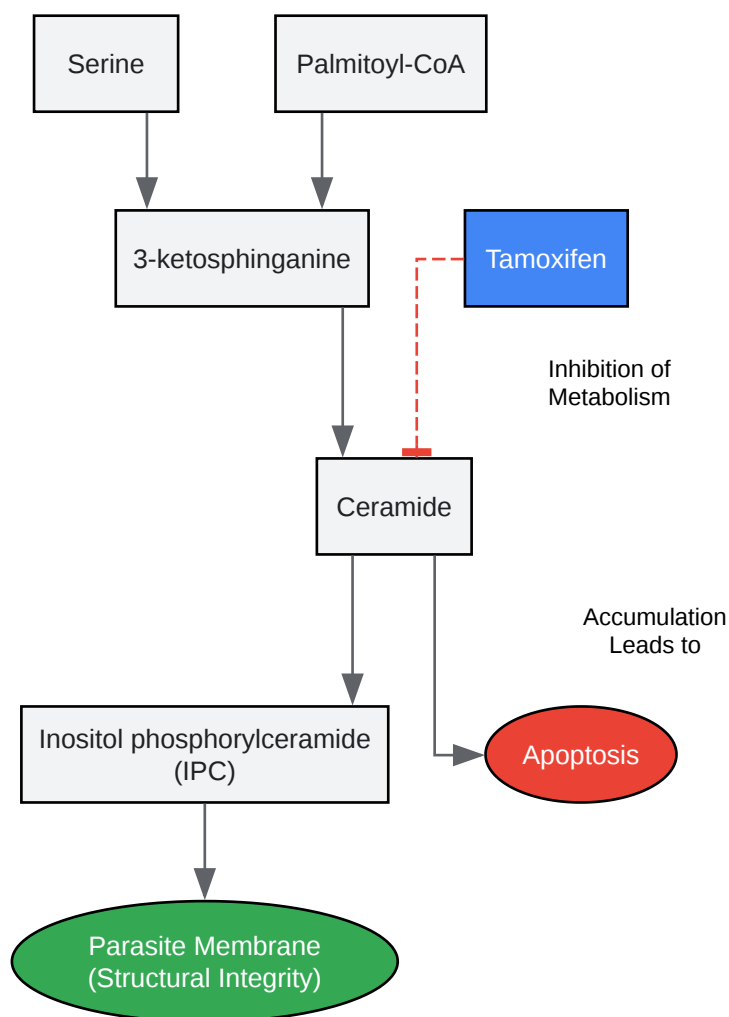 Serine
Palmitoyl-CoA
3-ketosphinganine
Tamoxifen
Inhibition of
Metabolism
Ceramide
Accumulation
Leads to
Inositol phosphorylceramide
(IPC)
Apoptosis
Parasite Membrane
(Structural Integrity)